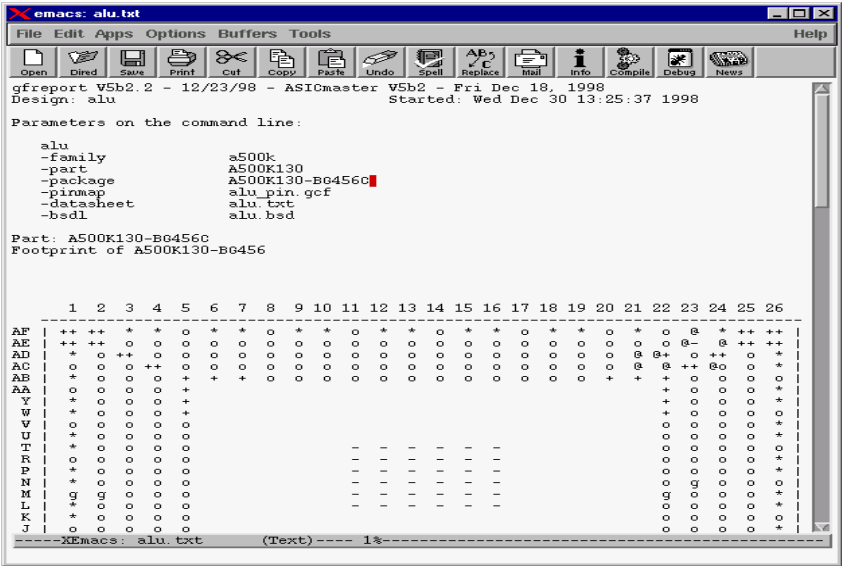 emacs: alu.txt
File Edit Apps Options Buffers Tools Help
Open Dired Save Print Cut Copy Paste Undo Spell Replace Mail Info Compile Debug News
gfreport V5b2.2 - 12/23/98 - ASICmaster V5b2 - Fri Dec 18, 1998
Design: alu Started: Wed Dec 30 13:25:37 1998
Parameters on the command line:
alu
-family a500k
-part A500K130
-package A500K130-BG456C
-pinmap alu_pin.gcf
-datasheet alu.txt
-bsdl alu.bsd
Part: A500K130-BG456C
Footprint of A500K130-BG456
1 2 3 4 5 6 7 8 9 10 11 12 13 14 15 16 17 18 19 20 21 22 23 24 25 26
AF | ++ ++ * * o * * o * * o * * o * * o * * o * o @ * ++ ++ |
AE | ++ ++ o o o o o o o o o o o o o o o o o o o o @- @ ++ ++ |
AD | * o ++ o o o o o o o o o o o o o o o o o @ @+ o ++ o * |
AC | o o o ++ o o o o o o o o o o o o o o o o @ @ ++ @o o * |
AB | * o o o + + + o o o o o o o o o o o o + + + o o o o |
AA | o o o o + + o o o * |
Y | * o o o + + o o o * |
W | * o o o + + o o o o |
V | o o o o o o o o o * |
U | * o o o o o o o o * |
T | * o o o o - - - - - - o o o o o |
R | o o o o o - - - - - - o o o o * |
P | * o o o o - - - - - - o o o o * |
N | * o o o o - - - - - - o g o o o |
M | g g o o o - - - - - - g o o o * |
L | * o o o o - - - - - - o o o o * |
K | * o o o o o o o o o |
J | o o o o o o o o o * |
-----XEmacs: alu.txt (Text)---- 1%--------------------------------------------------